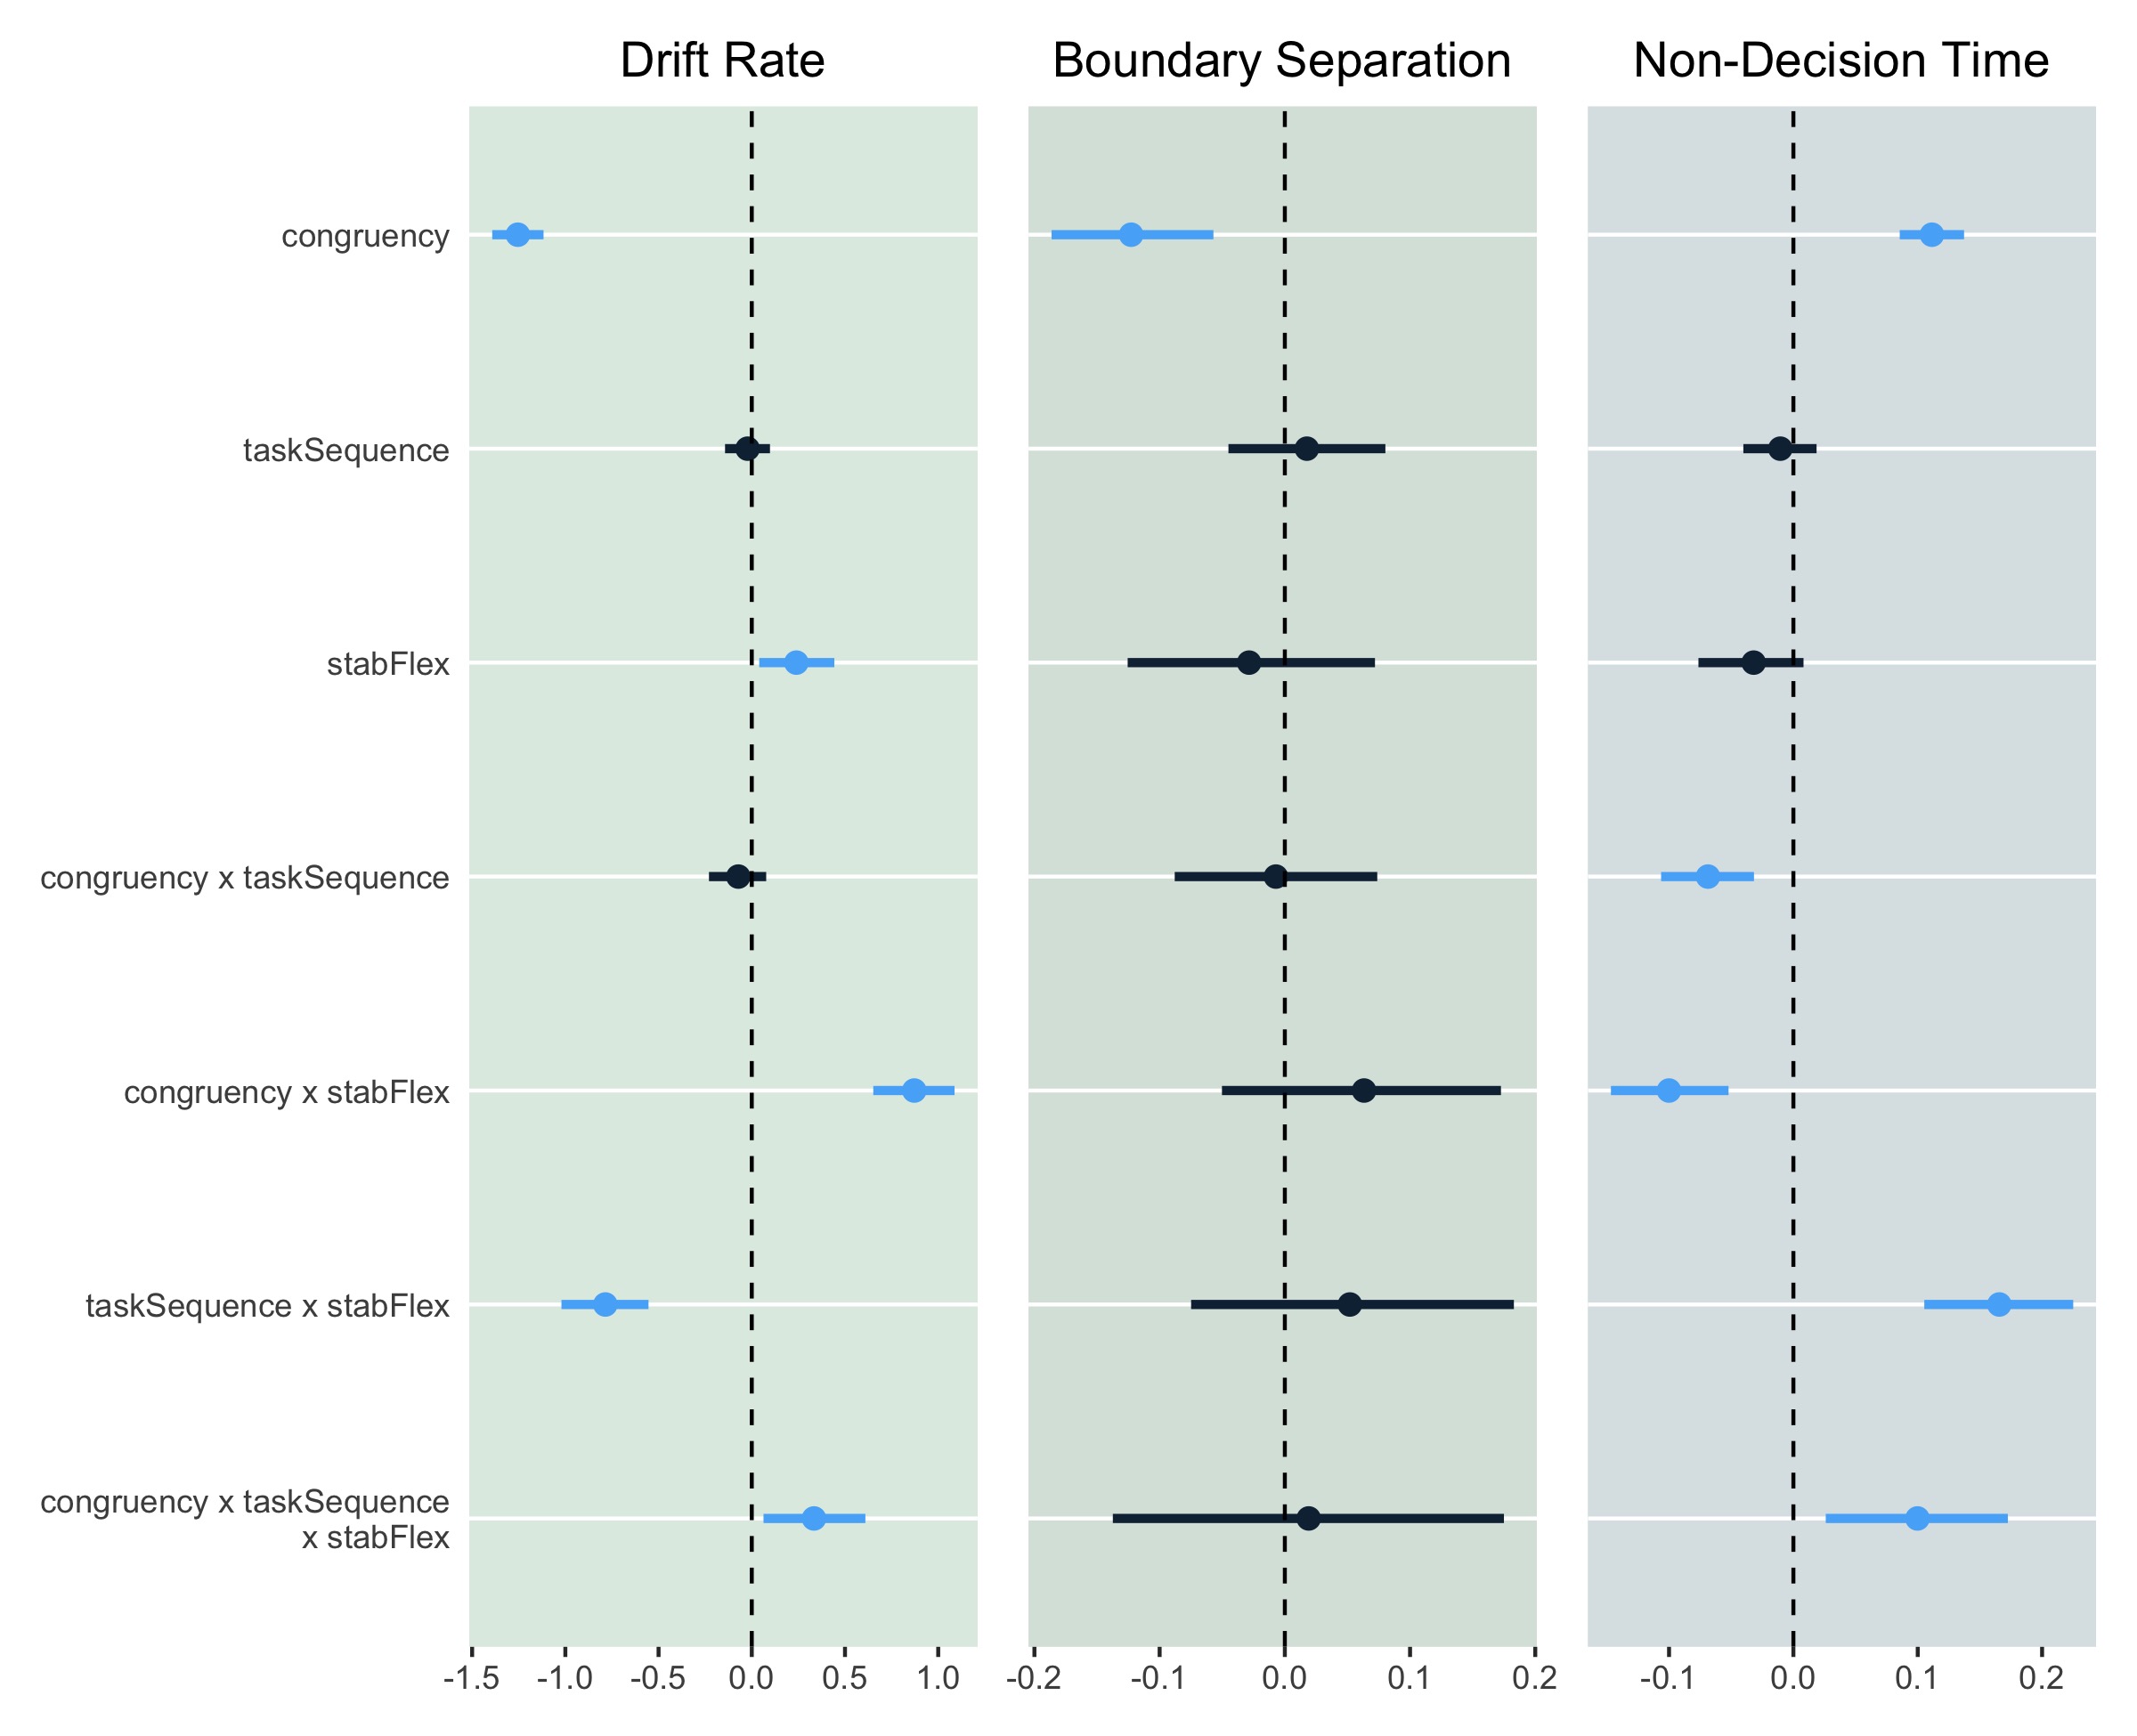 Drift Rate
Boundary Separation
Non-Decision Time
congruency
taskSequence
stabFlex
congruency x taskSequence
congruency x stabFlex
taskSequence x stabFlex
congruency x taskSequence
x stabFlex
-1.5 -1.0 -0.5 0.0 0.5 1.0
-0.2 -0.1 0.0 0.1 0.2
-0.1 0.0 0.1 0.2